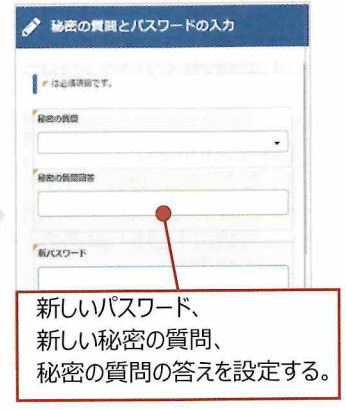 秘密の質問とパスワードの入力
は必須項目です。
秘密の質問
秘密の質問回答
新パスワード
新しいパスワード、
新しい秘密の質問、
秘密の質問の答えを設定する。